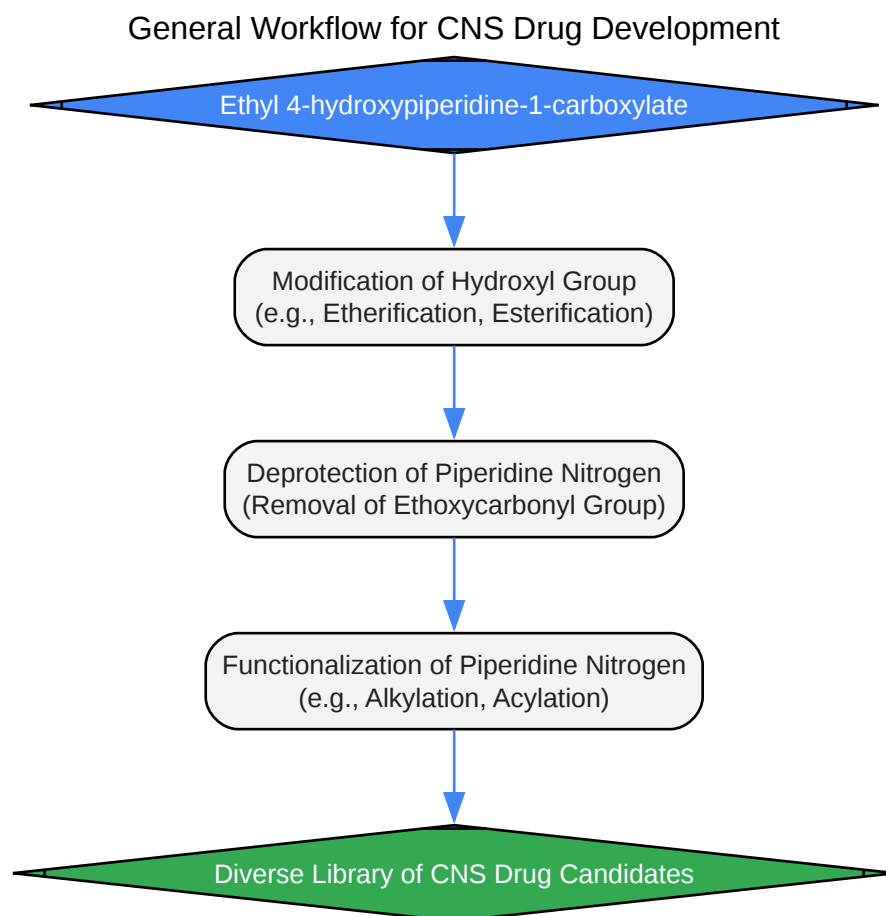 General Workflow for CNS Drug Development
Ethyl 4-hydroxypiperidine-1-carboxylate
Modification of Hydroxyl Group
(e.g., Etherification, Esterification)
Deprotection of Piperidine Nitrogen
(Removal of Ethoxycarbonyl Group)
Functionalization of Piperidine Nitrogen
(e.g., Alkylation, Acylation)
Diverse Library of CNS Drug Candidates